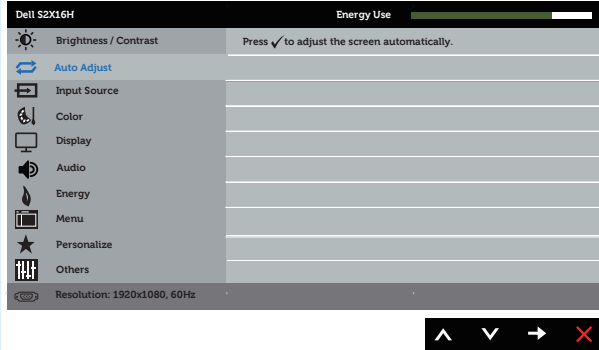 Dell S2X16H Energy Use
Brightness / Contrast Press ✓ to adjust the screen automatically.
Auto Adjust
Input Source
Color
Display
Audio
Energy
Menu
Personalize
Others
Resolution: 1920x1080, 60Hz